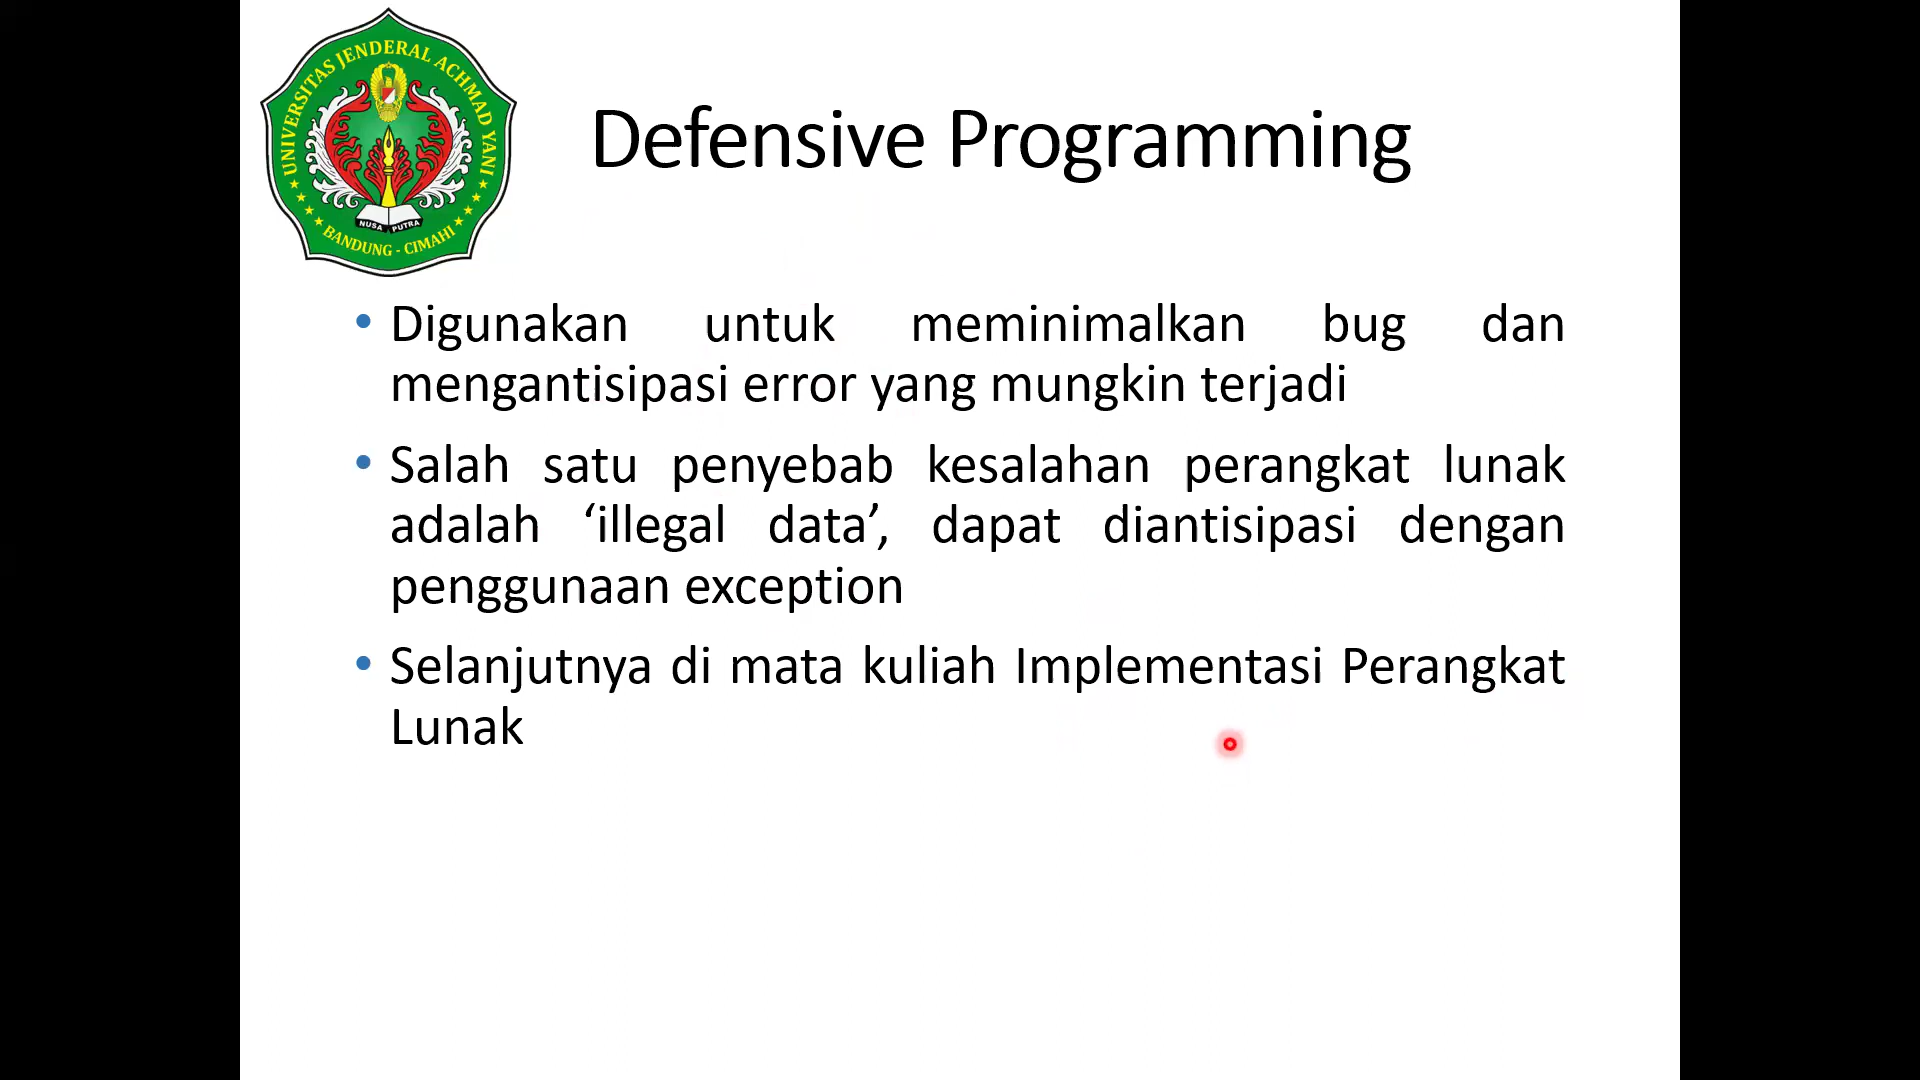 UNIVERSITAS JENDERAL ACHMAD YANI
NUSA PUTRA
BANDUNG - CIMAHI
Defensive Programming
• Digunakan untuk meminimalkan bug dan
mengantisipasi error yang mungkin terjadi
• Salah satu penyebab kesalahan perangkat lunak
adalah ‘illegal data’, dapat diantisipasi dengan
penggunaan exception
• Selanjutnya di mata kuliah Implementasi Perangkat
Lunak